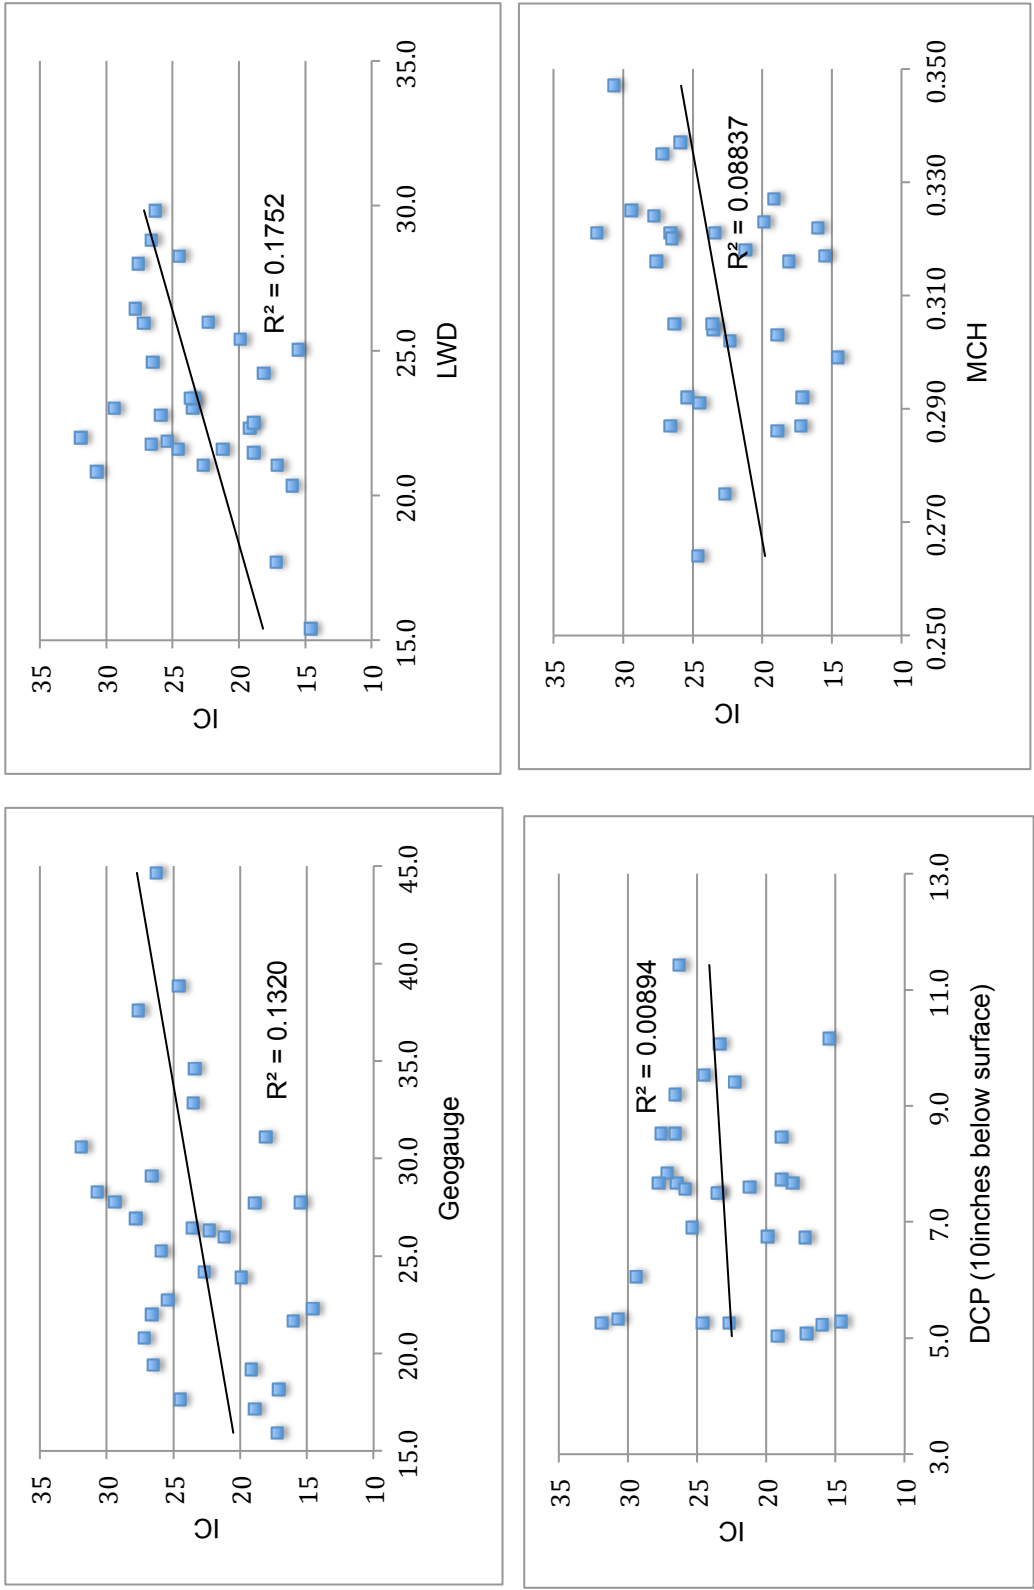 35
30
25
20
15
10
IC
15.0 20.0 25.0 30.0 35.0 40.0 45.0
Geogauge
R² = 0.1320
35
30
25
20
15
10
IC
15.0 20.0 25.0 30.0 35.0
LWD
R² = 0.1752
35
30
25
20
15
10
IC
3.0 5.0 7.0 9.0 11.0 13.0
DCP (10inches below surface)
R² = 0.00894
35
30
25
20
15
10
IC
0.250 0.270 0.290 0.310 0.330 0.350
MCH
R² = 0.08837